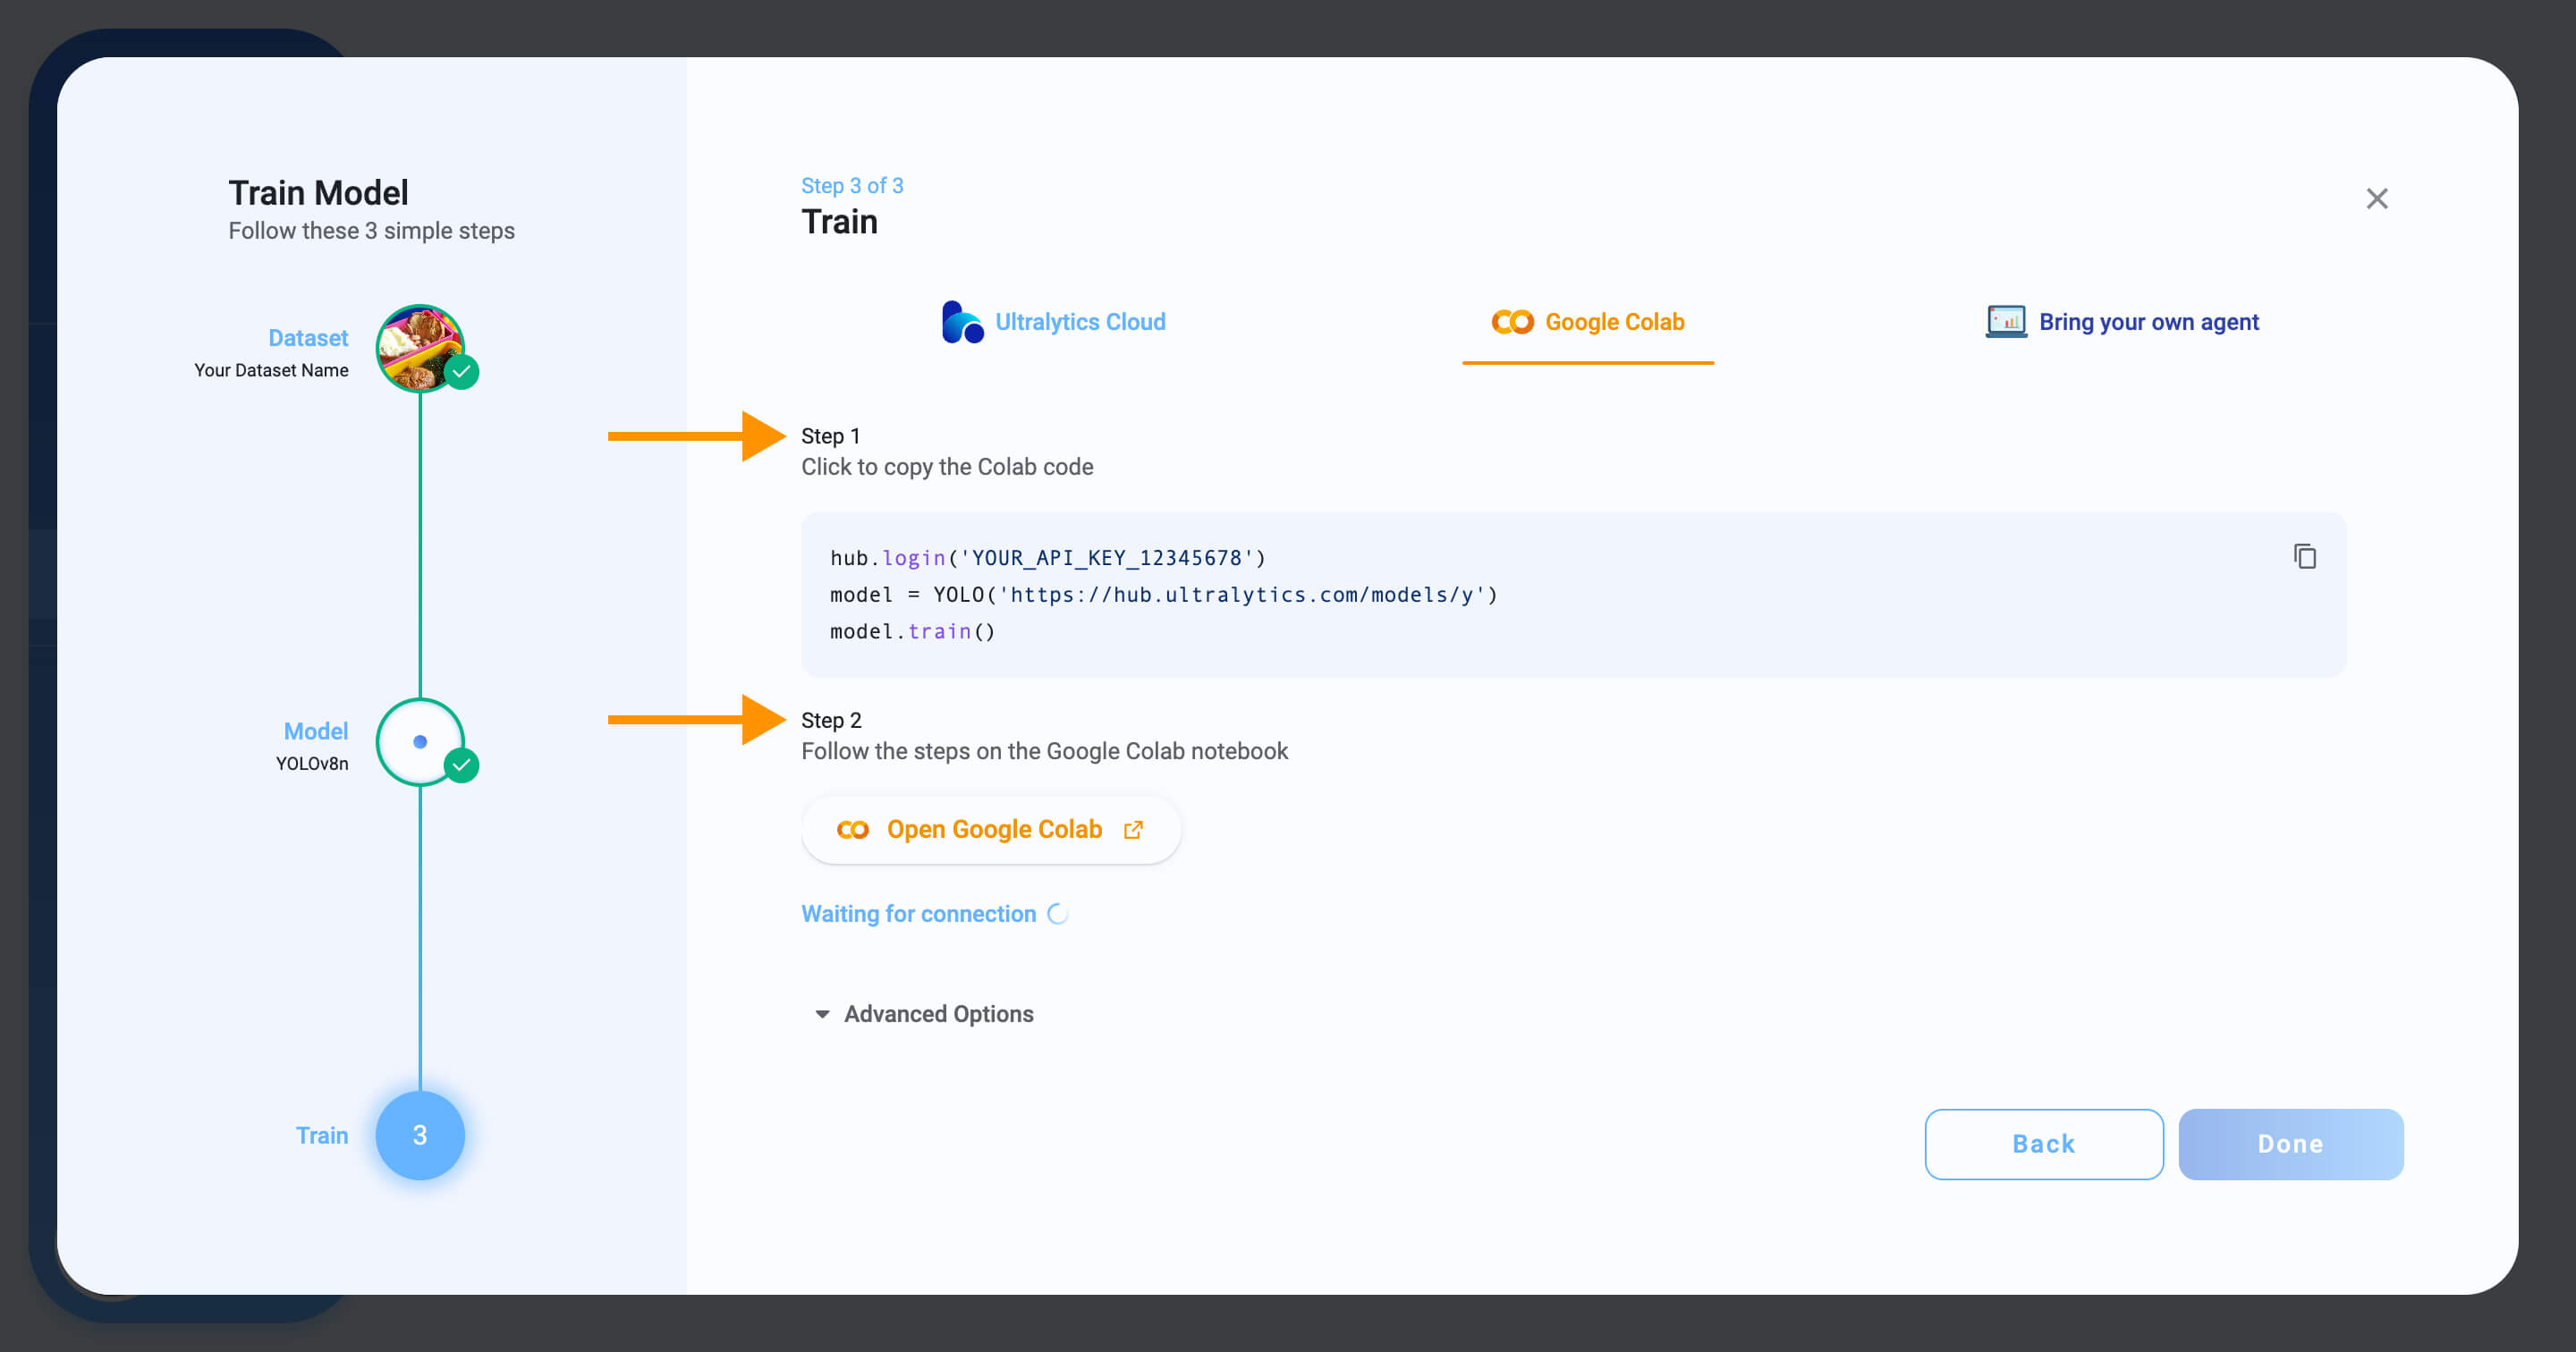 Train Model
Follow these 3 simple steps
Dataset
Your Dataset Name
Model
YOLOv8n
Train
3
Step 3 of 3
Train
Ultralytics Cloud
Google Colab
Bring your own agent
Step 1
Click to copy the Colab code
hub.login('YOUR_API_KEY_12345678')
model = YOLO('https://hub.ultralytics.com/models/y')
model.train()
Step 2
Follow the steps on the Google Colab notebook
Open Google Colab
Waiting for connection
Advanced Options
Back
Done